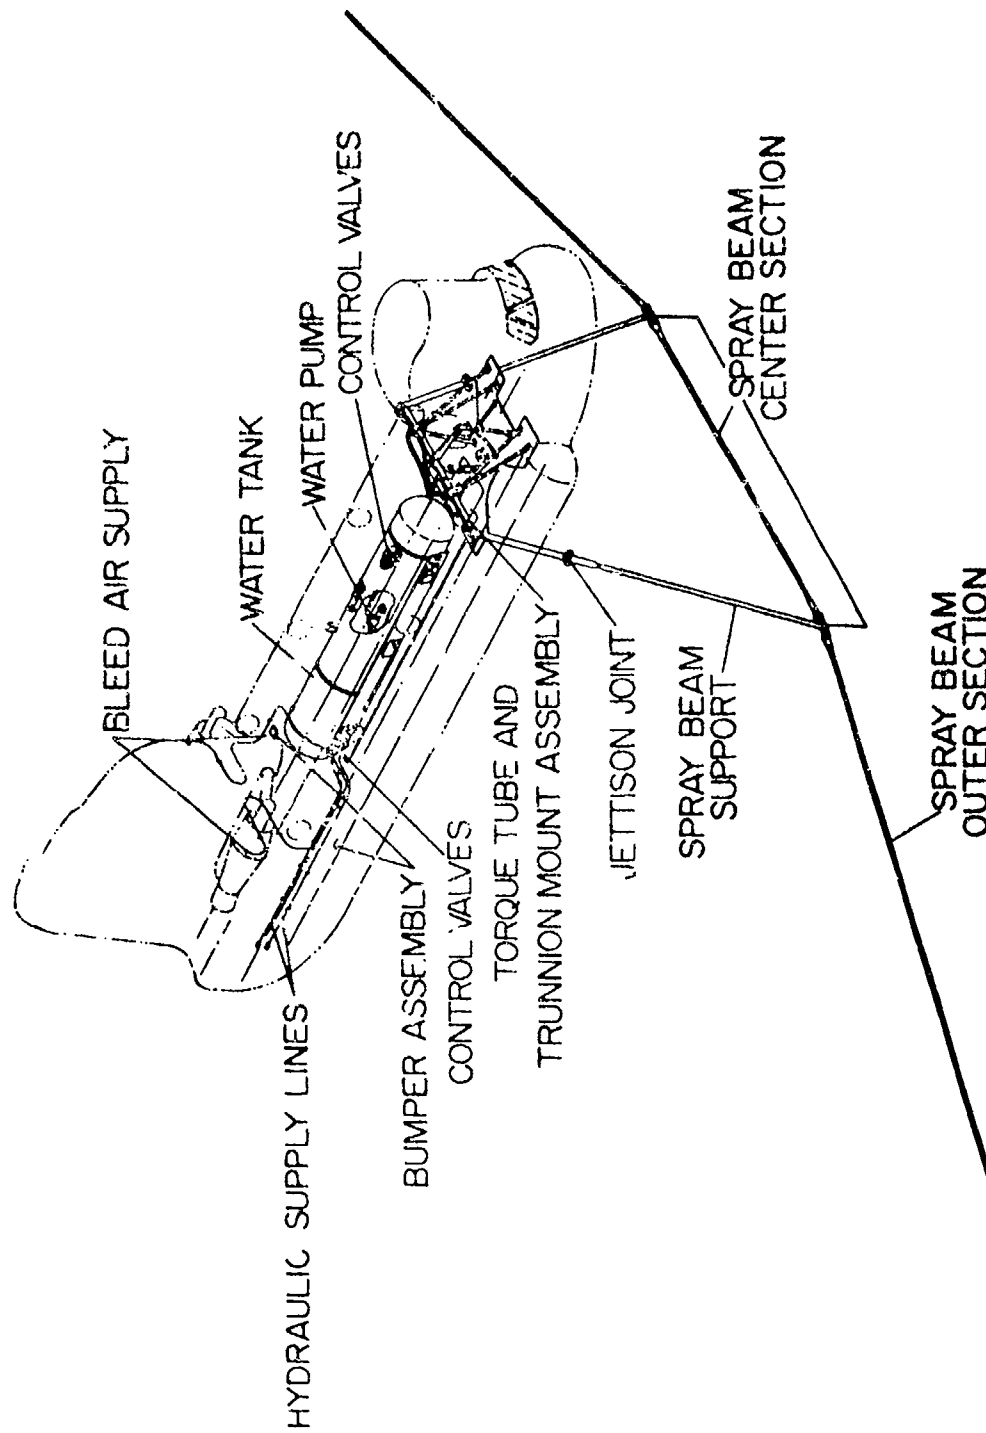 BLEED AIR SUPPLY
WATER TANK
WATER PUMP
CONTROL VALVES
HYDRAULIC SUPPLY LINES
BUMPER ASSEMBLY
CONTROL VALVES
TORQUE TUBE AND
TRUNNION MOUNT ASSEMBLY
JETTISON JOINT
SPRAY BEAM
SUPPORT
SPRAY BEAM
CENTER SECTION
SPRAY BEAM
OUTER SECTION